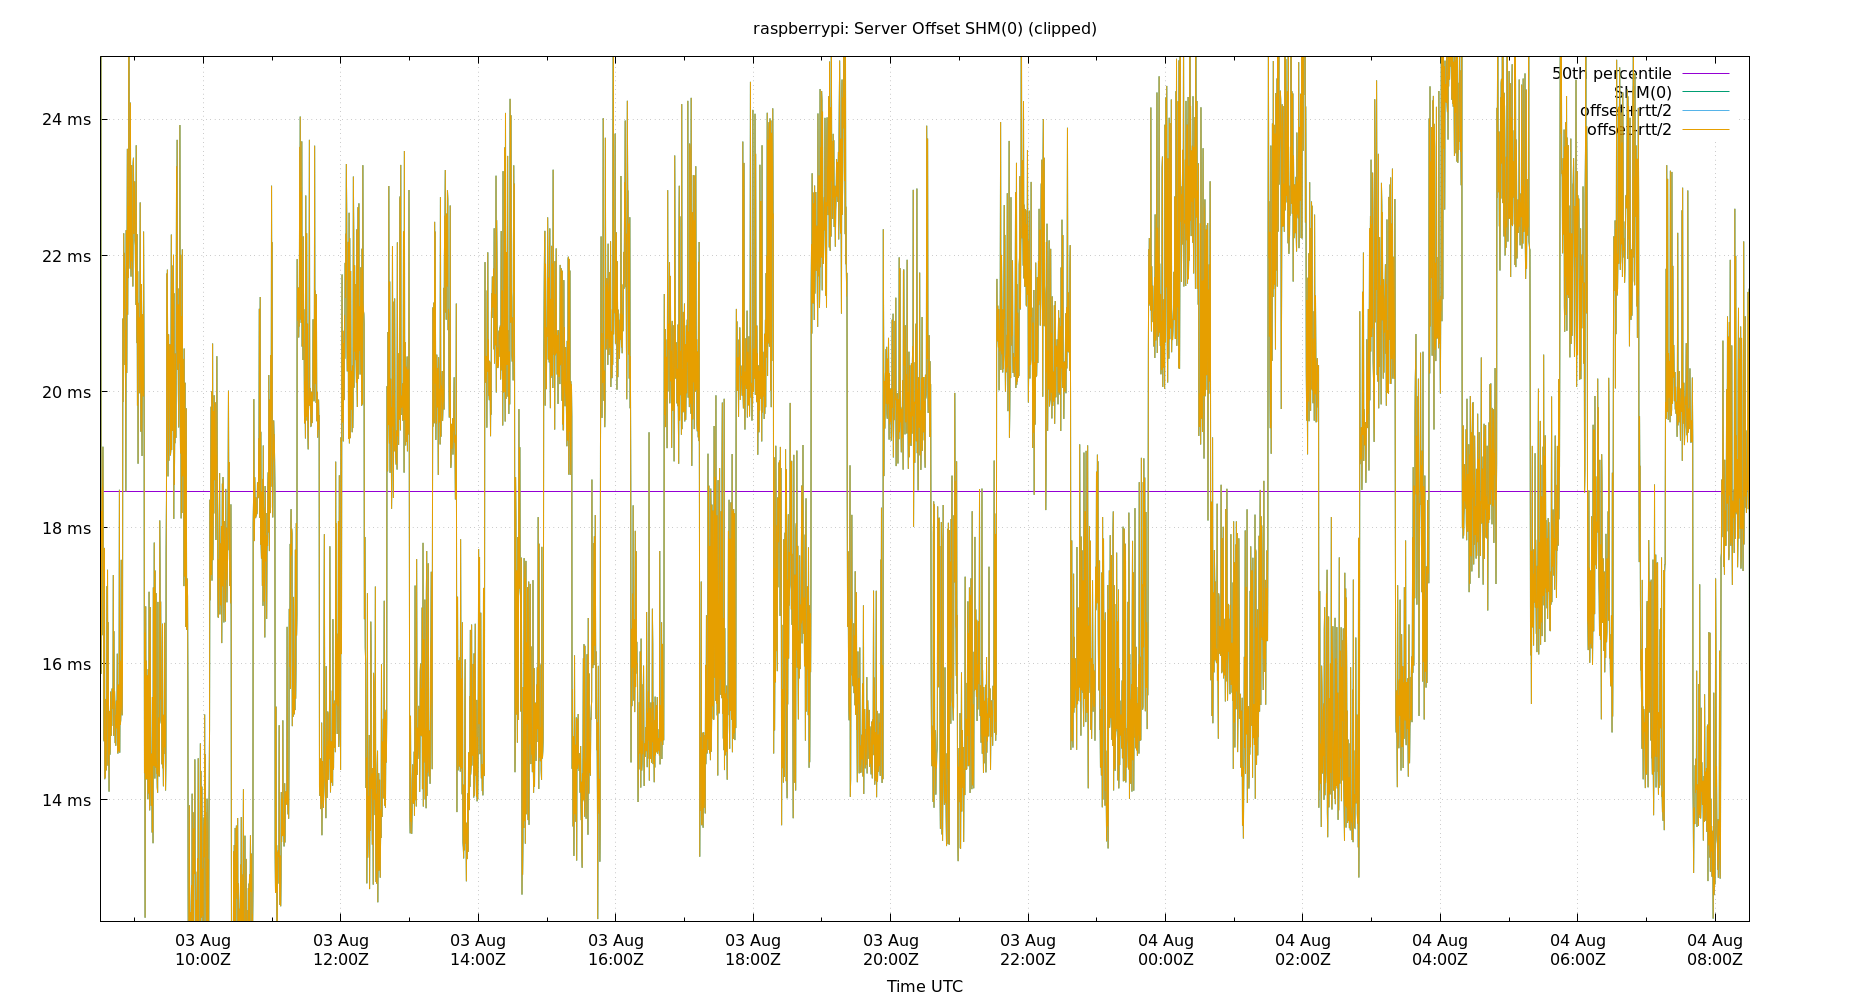 raspberrypi: Server Offset SHM(0) (clipped)
50th percentile
SHM(0)
offset+rtt/2
offset-rtt/2
24 ms
22 ms
20 ms
18 ms
16 ms
14 ms
03 Aug 03 Aug 03 Aug 03 Aug 03 Aug 03 Aug 03 Aug 04 Aug 04 Aug 04 Aug 04 Aug 04 Aug
10:00Z 12:00Z 14:00Z 16:00Z 18:00Z 20:00Z 22:00Z 00:00Z 02:00Z 04:00Z 06:00Z 08:00Z
Time UTC